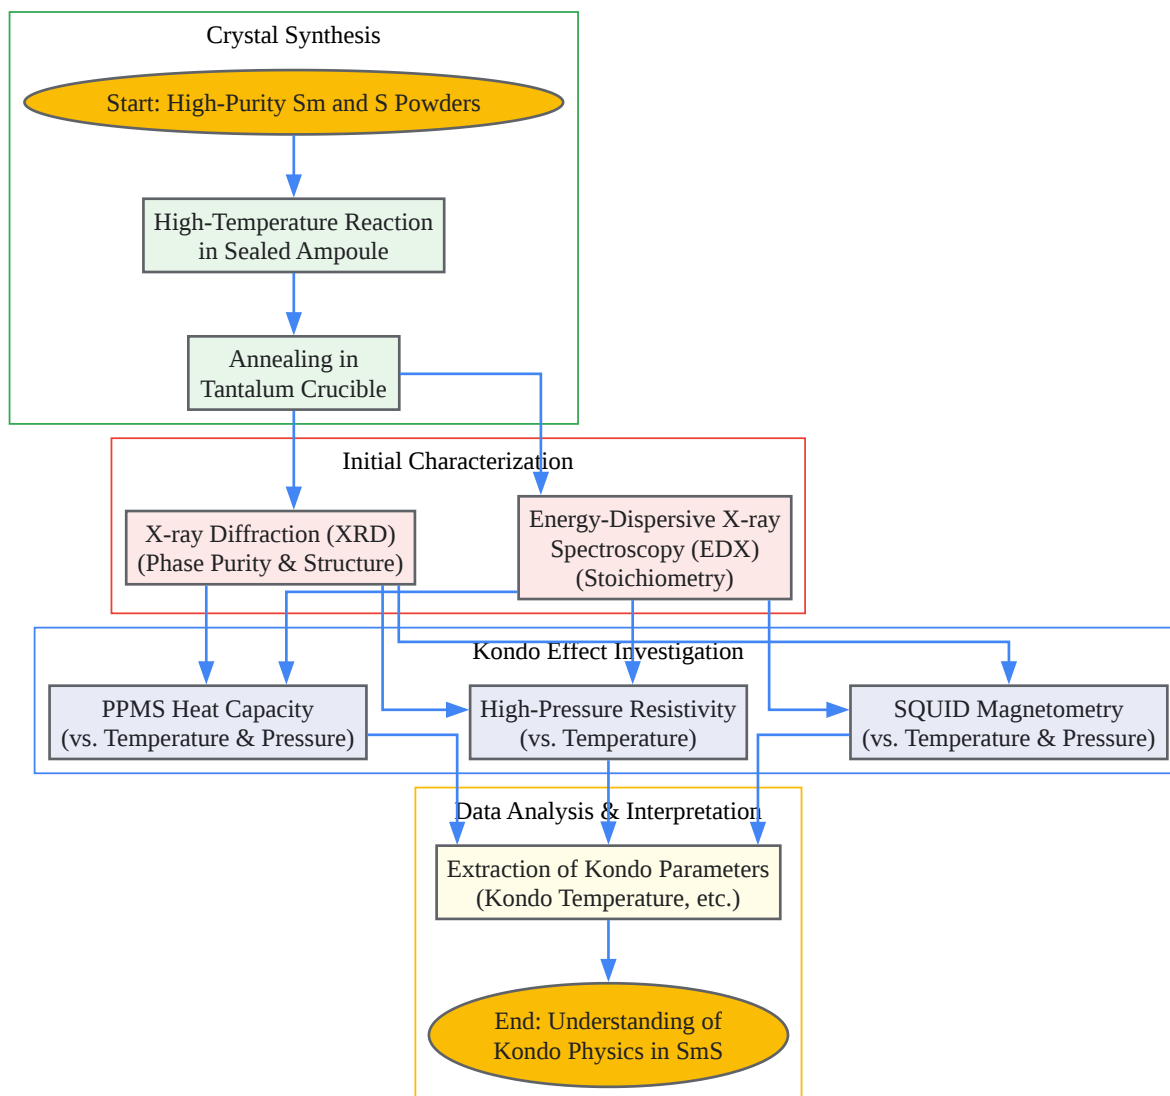 Crystal Synthesis
Start: High-Purity Sm and S Powders
High-Temperature Reaction
in Sealed Ampoule
Annealing in
Tantalum Crucible
Initial Characterization
X-ray Diffraction (XRD)
(Phase Purity & Structure)
Energy-Dispersive X-ray
Spectroscopy (EDX)
(Stoichiometry)
Kondo Effect Investigation
PPMS Heat Capacity
(vs. Temperature & Pressure)
High-Pressure Resistivity
(vs. Temperature)
SQUID Magnetometry
(vs. Temperature & Pressure)
Data Analysis & Interpretation
Extraction of Kondo Parameters
(Kondo Temperature, etc.)
End: Understanding of
Kondo Physics in SmS